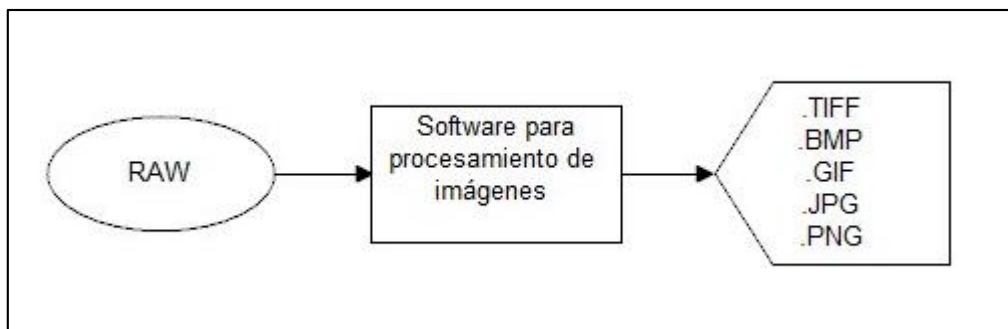 RAW
Software para
procesamiento de
imágenes
.TIFF
.BMP
.GIF
.JPG
.PNG